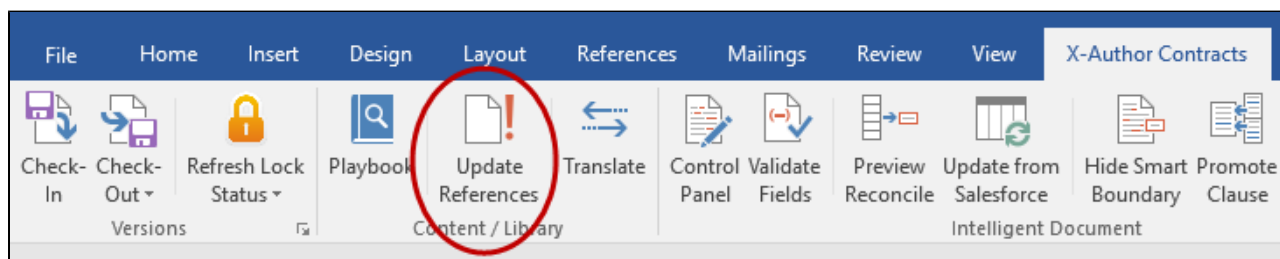 File Home Insert Design Layout References Mailings Review View X-Author Contracts
Check- Check- Refresh Lock Playbook Update Translate Control Validate Preview Update from Hide Smart Promote
In Out Status References Panel Fields Reconcile Salesforce Boundary Clause
Versions Content / Library Intelligent Document